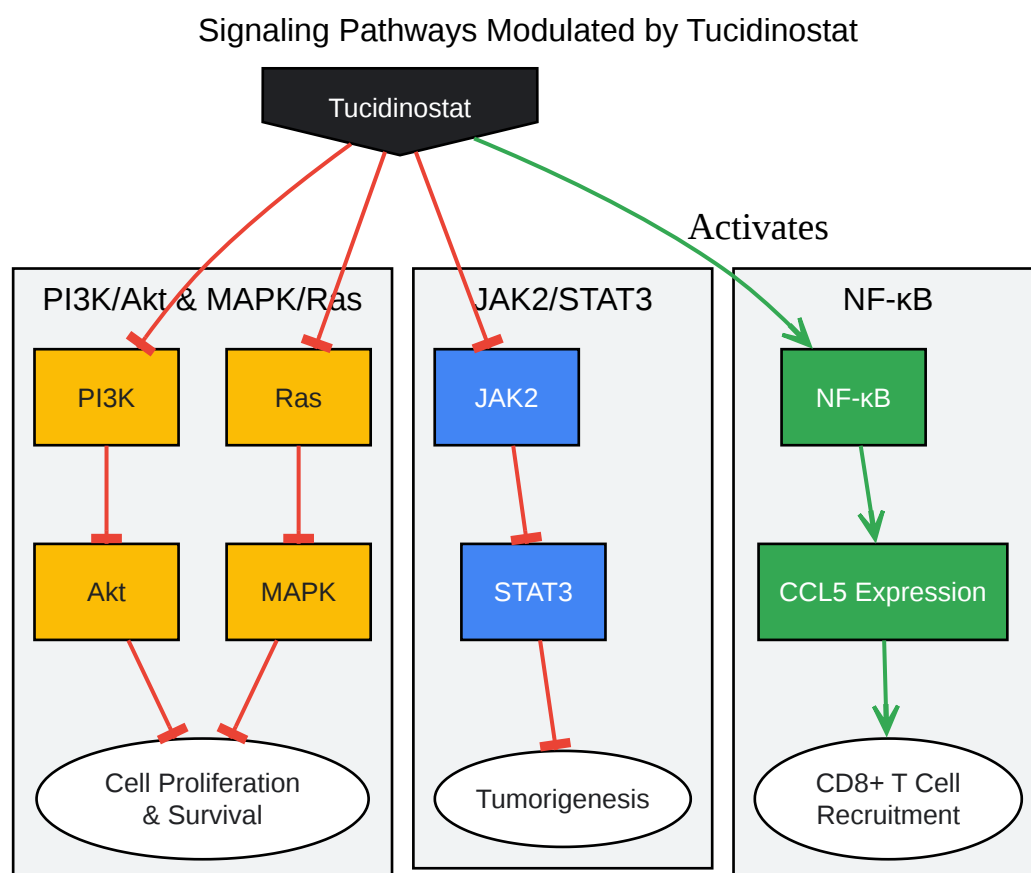 Signaling Pathways Modulated by Tucidinostat
Tucidinostat
Activates
PI3K/Akt & MAPK/Ras
JAK2/STAT3
NF-κB
PI3K
Ras
JAK2
NF-κB
Akt
MAPK
STAT3
CCL5 Expression
Cell Proliferation
& Survival
Tumorigenesis
CD8+ T Cell
Recruitment